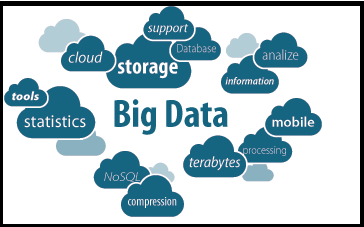 support
Database
cloud
storage
analize
information
tools
statistics
Big Data
mobile
processing
terabytes
NoSQL
compression